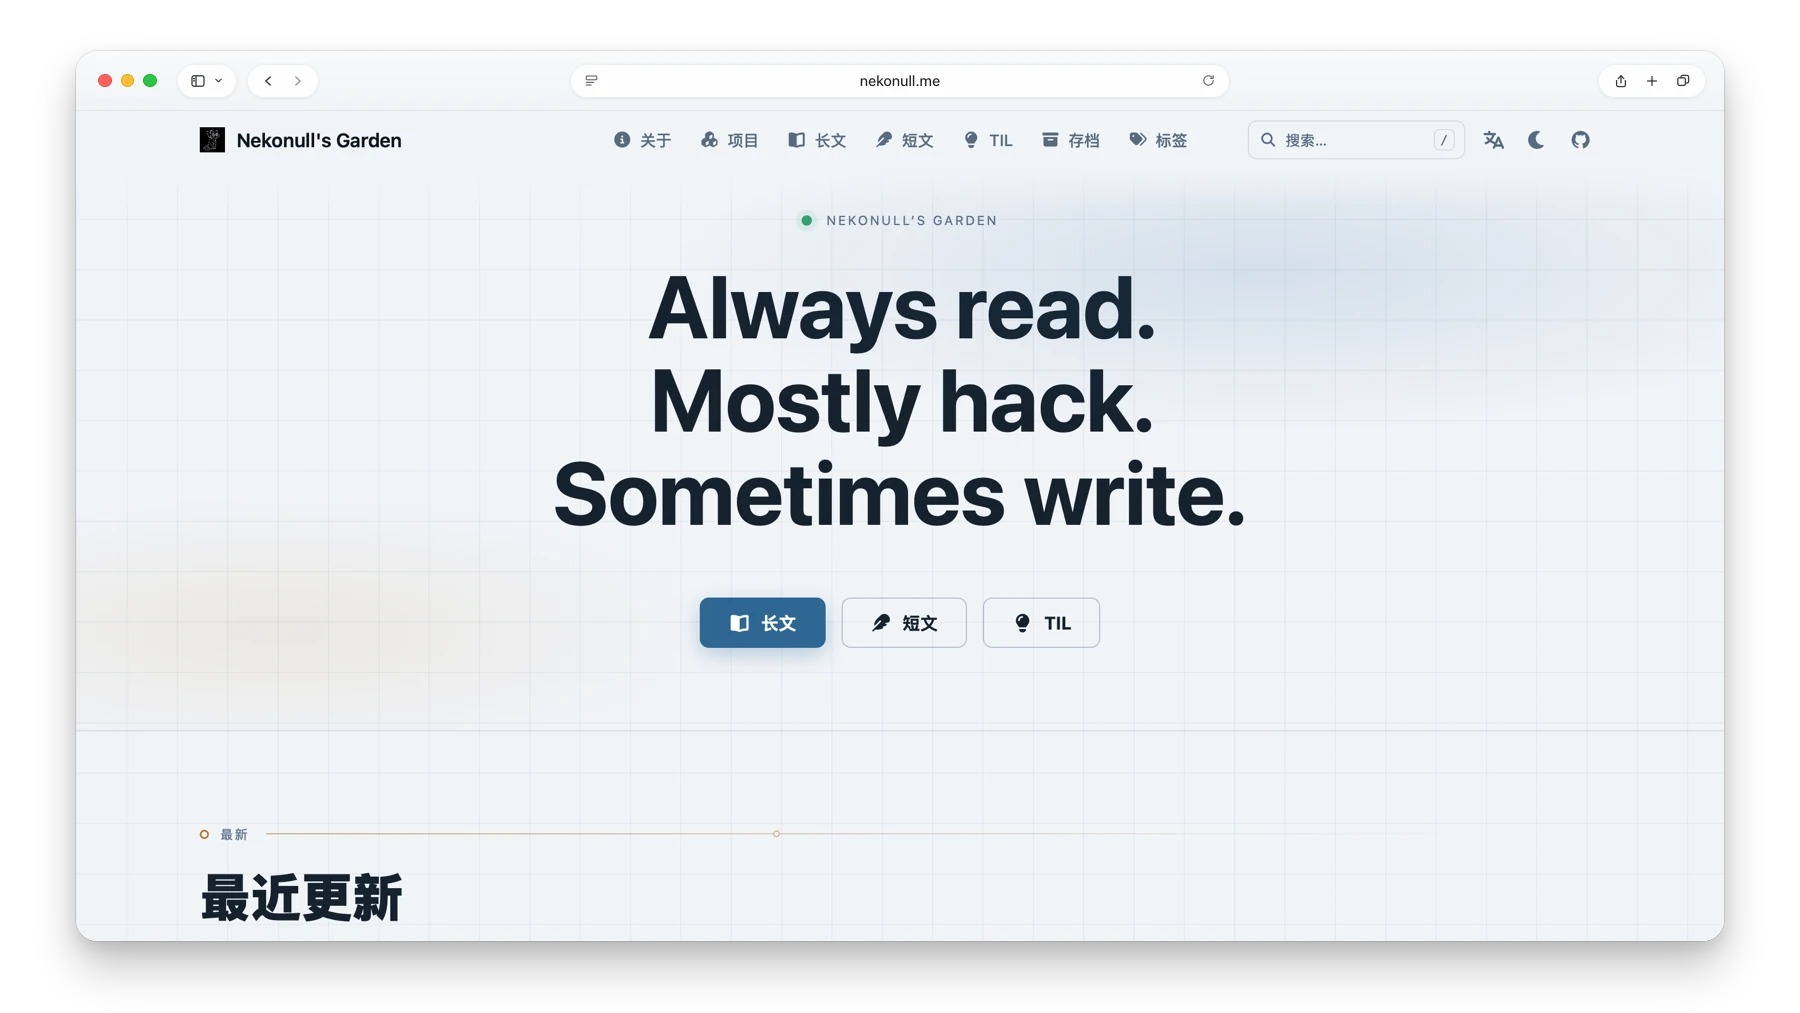 nekonull.me
Nekonull's Garden
关于 项目 长文 短文 TIL 存档 标签
搜索... /
NEKONULL'S GARDEN
Always read.
Mostly hack.
Sometimes write.
长文 短文 TIL
最新
最近更新